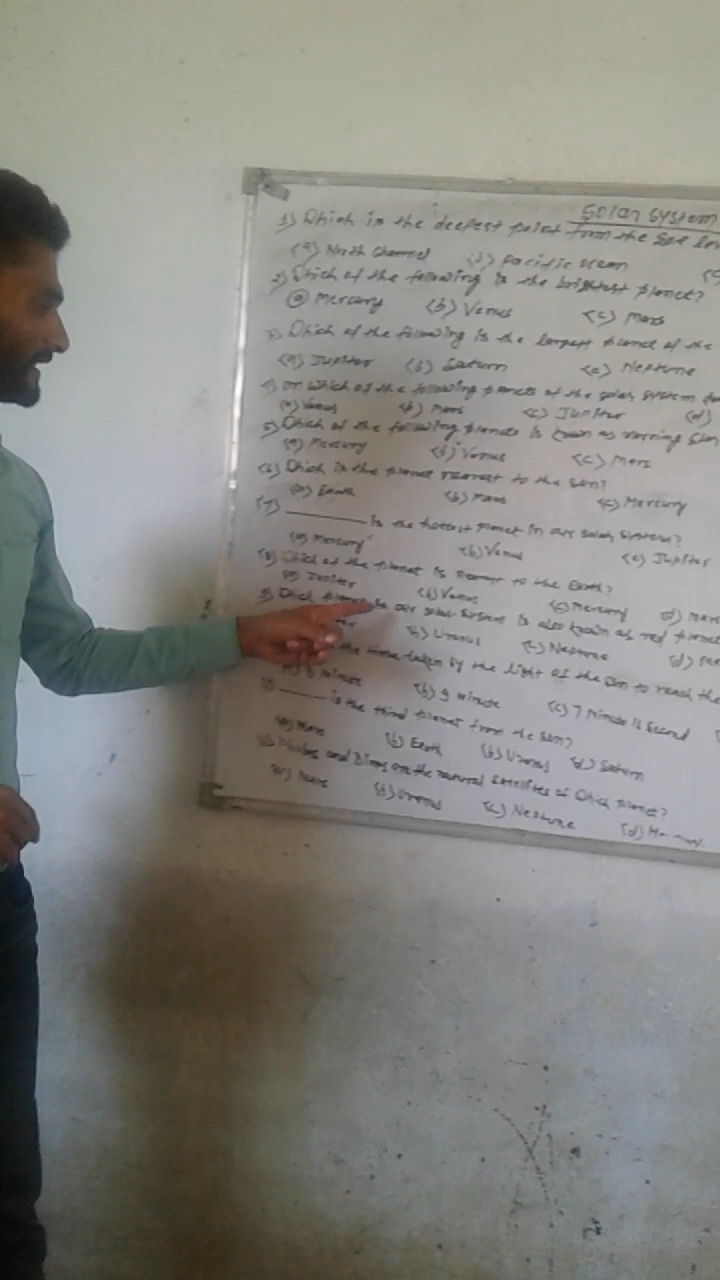 Solar System
1) Which is the deepest point from the see
(a) North Channel (b) Pacific ocean (c
2) Which of the following is the brightest planet?
(a) Mercury (b) Venus (c) Mars
3) Which of the following is the largest planet of the
(a) Jupiter (b) Saturn (c) Neptune
4) on which of the following planets of the solar system
(a) Venus (b) Mars (c) Jupiter (d)
5) Which of the following planets is known as morning
(a) Mercury (b) Venus (c) Mars
(6) Which is the planet nearest to the Sun?
(a) Earth (b) Mars (c) Mercury
(7) ______ is the hottest planet in our solar system?
(a) Mercury (b) Venus (c) Jupiter
(8) Which of the planet is nearest to the Earth?
(a) Jupiter (b) Venus (c) Mercury (d) Mars
9) Which in our solar system is also known as red planet
(b) Uranus (c) Neptune (d)
the time taken by the light of the Sun to reach the
minute (b) 9 minute (c) 7 Minute 15 Second
______ is the third planet from the Sun?
(a) Mars (b) Earth (b) Uranus (d) Saturn
and are the natural satellites of Which planet?
(a) Mars (b) Uranus (c) Neptune (d)